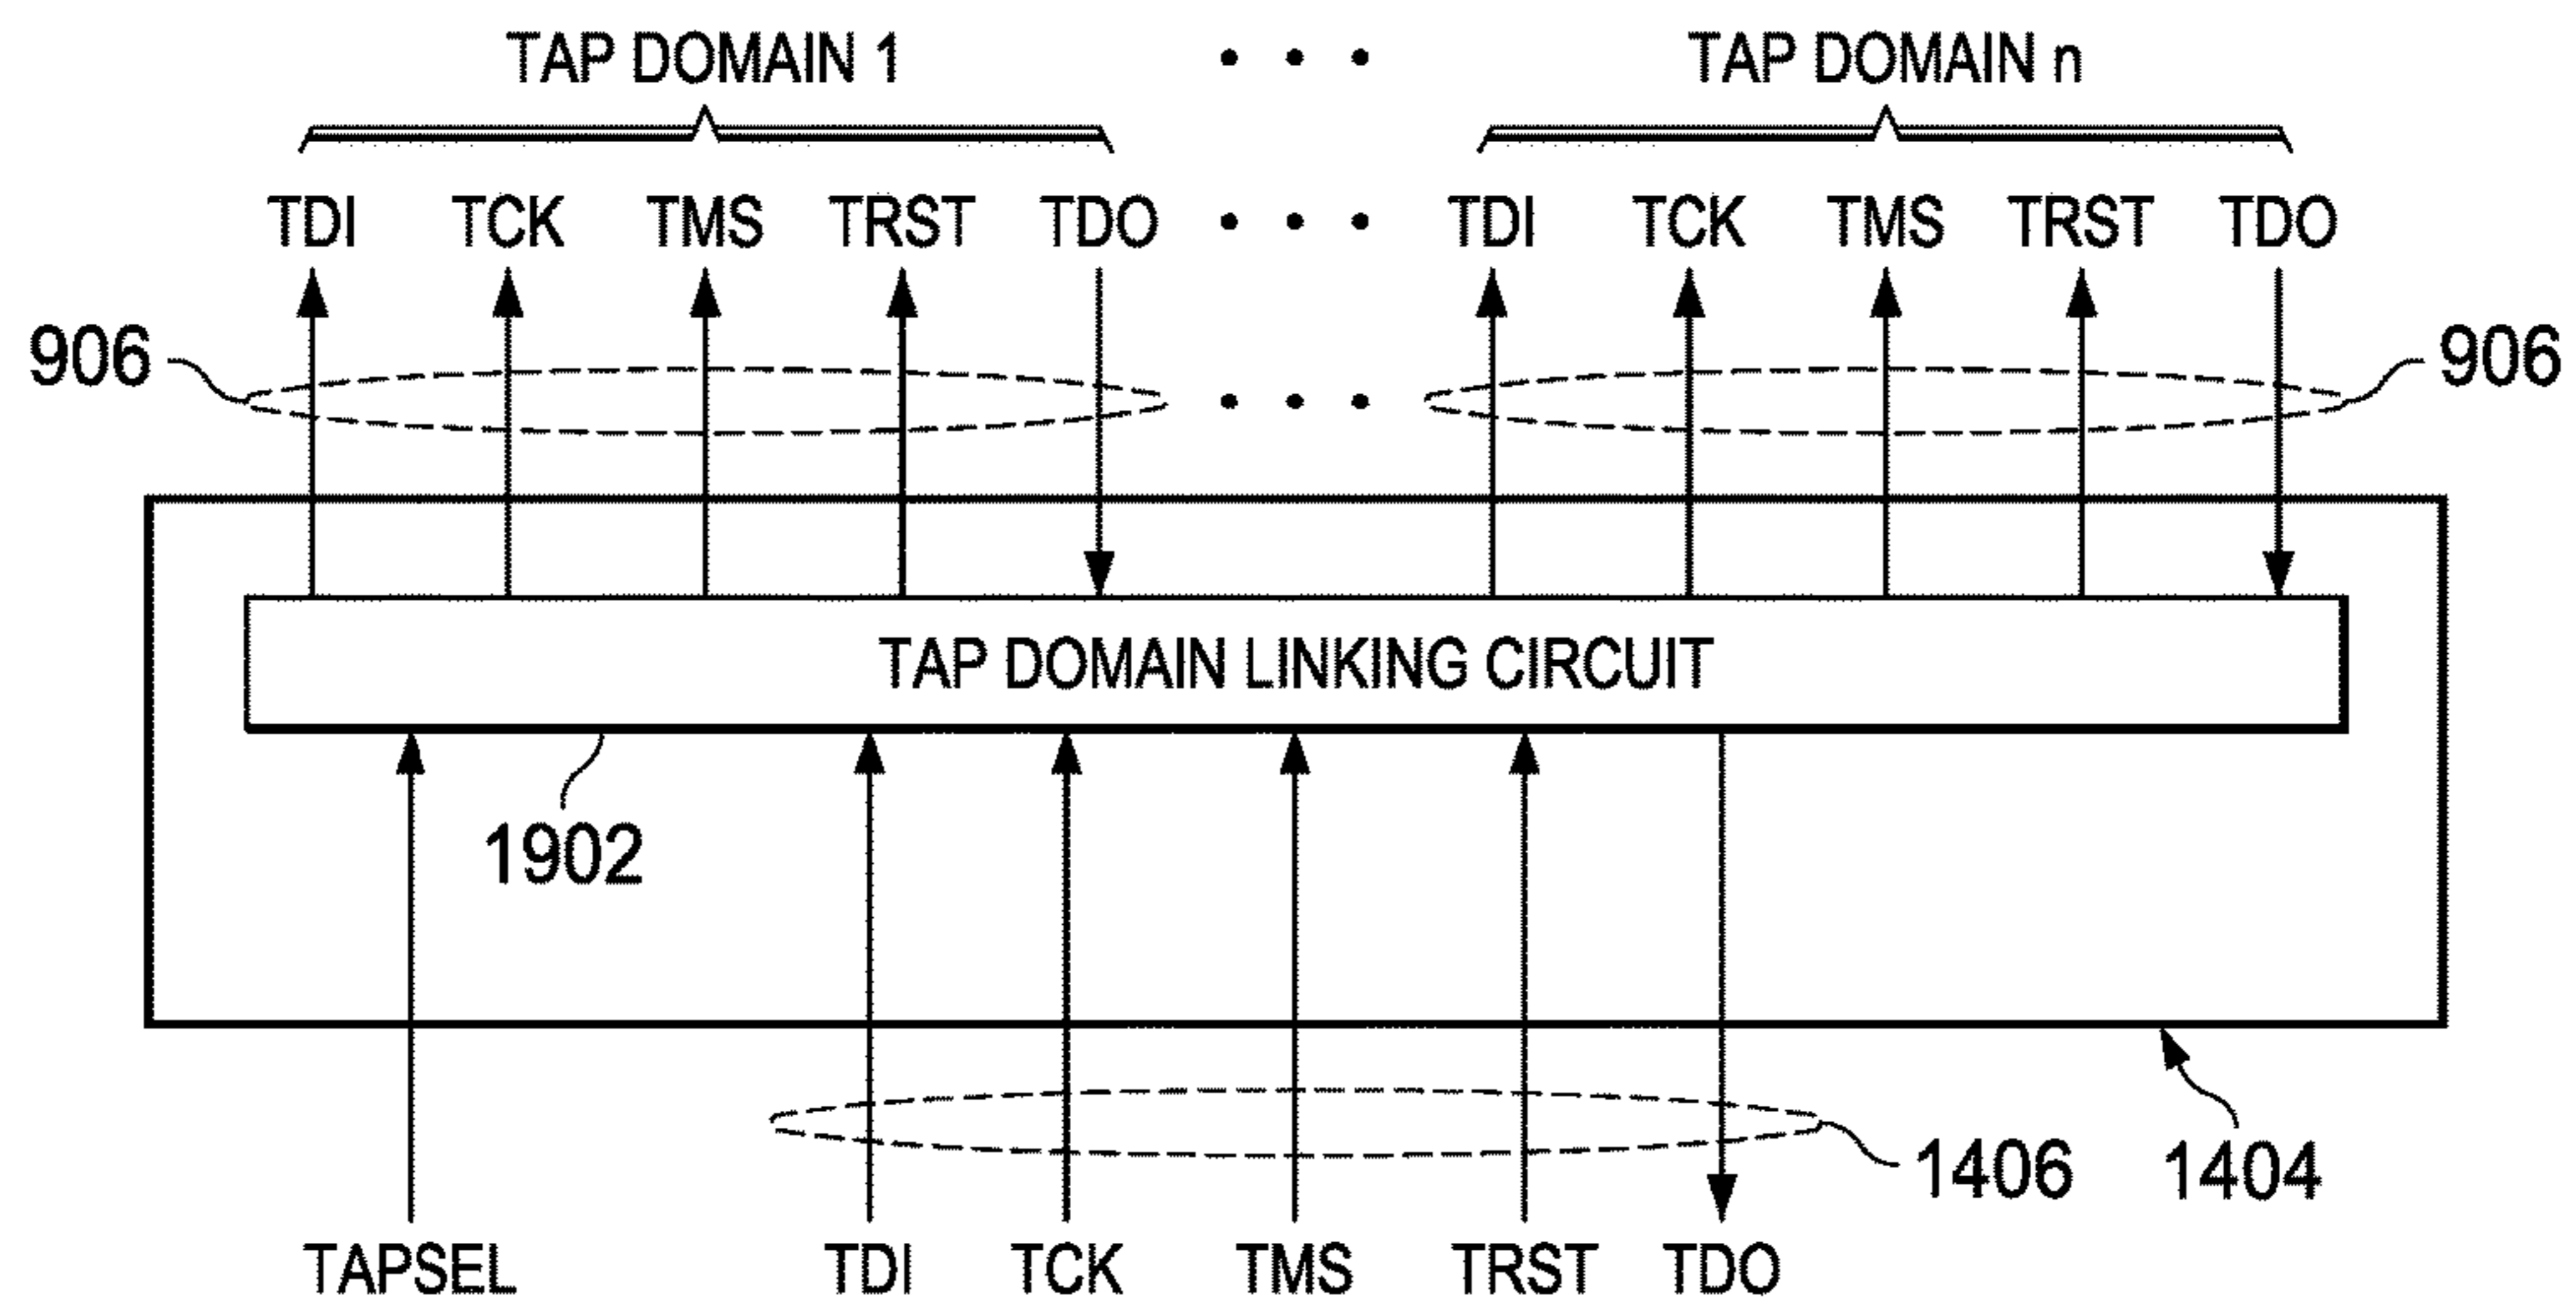 TAP DOMAIN 1 • • • TAP DOMAIN n
TDI TCK TMS TRST TDO • • • TDI TCK TMS TRST TDO
906 • • • 906
TAP DOMAIN LINKING CIRCUIT
1902
1406 1404
TAPSEL TDI TCK TMS TRST TDO